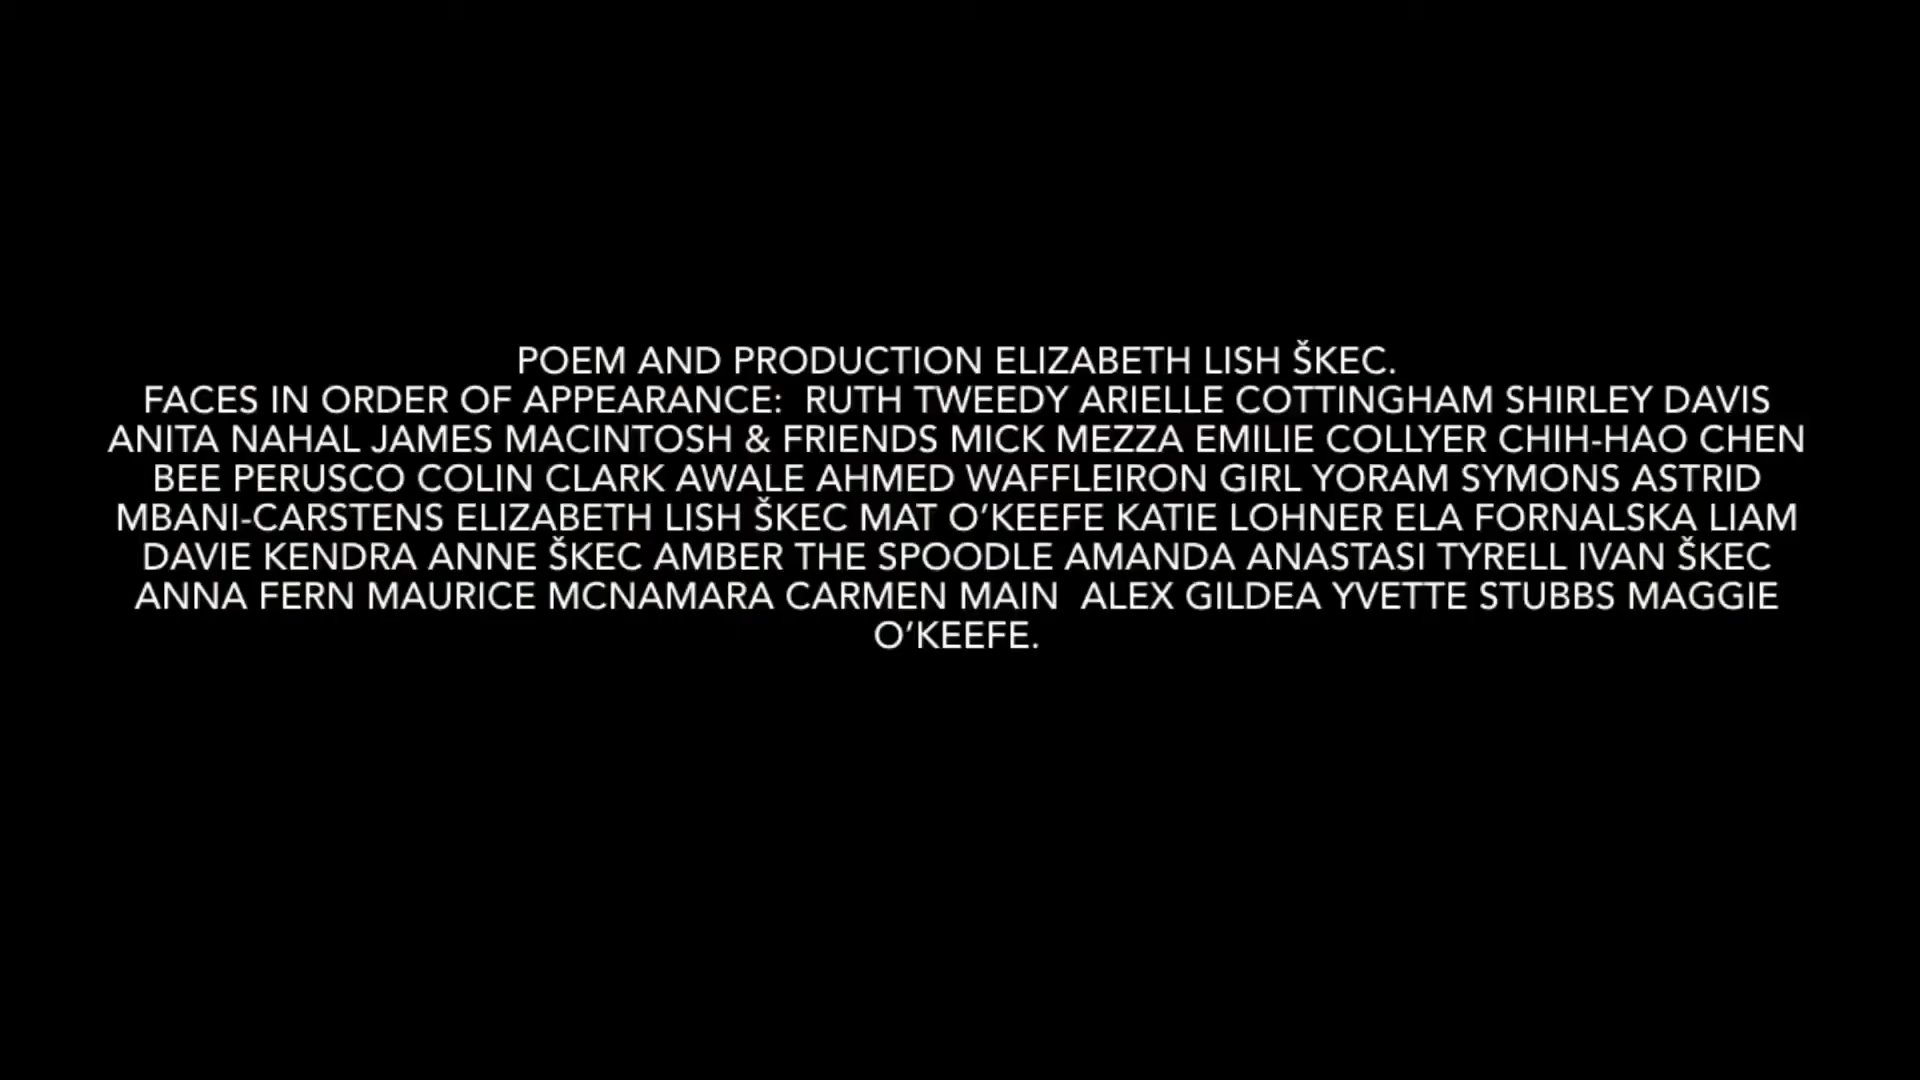 POEM AND PRODUCTION ELIZABETH LISH ŠKEC.
FACES IN ORDER OF APPEARANCE:  RUTH TWEEDY ARIELLE COTTINGHAM SHIRLEY DAVIS
ANITA NAHAL JAMES MACINTOSH & FRIENDS MICK MEZZA EMILIE COLLYER CHIH-HAO CHEN
BEE PERUSCO COLIN CLARK AWALE AHMED WAFFLEIRON GIRL YORAM SYMONS ASTRID
MBANI-CARSTENS ELIZABETH LISH ŠKEC MAT O’KEEFE KATIE LOHNER ELA FORNALSKA LIAM
DAVIE KENDRA ANNE ŠKEC AMBER THE SPOODLE AMANDA ANASTASI TYRELL IVAN ŠKEC
ANNA FERN MAURICE MCNAMARA CARMEN MAIN  ALEX GILDEA YVETTE STUBBS MAGGIE
O’KEEFE.